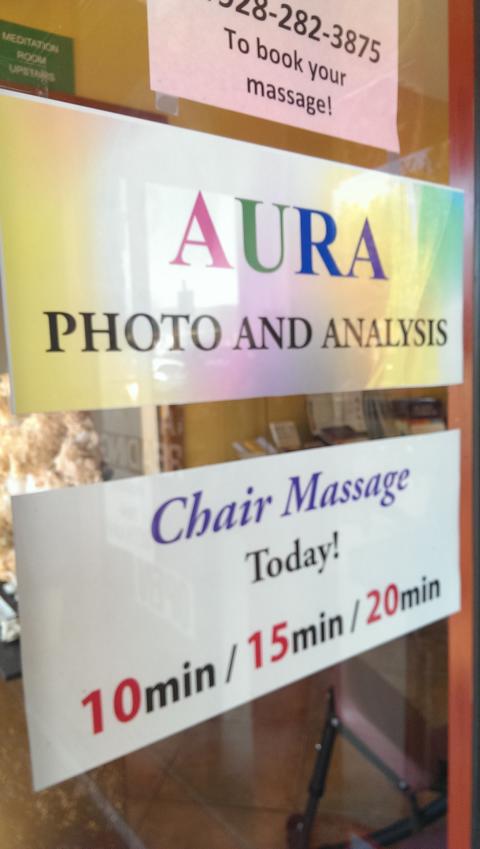 MEDITATION
ROOM
UPSTAIRS
928-282-3875
To book your
massage!
AURA
PHOTO AND ANALYSIS
Chair Massage
Today!
10min / 15min / 20min